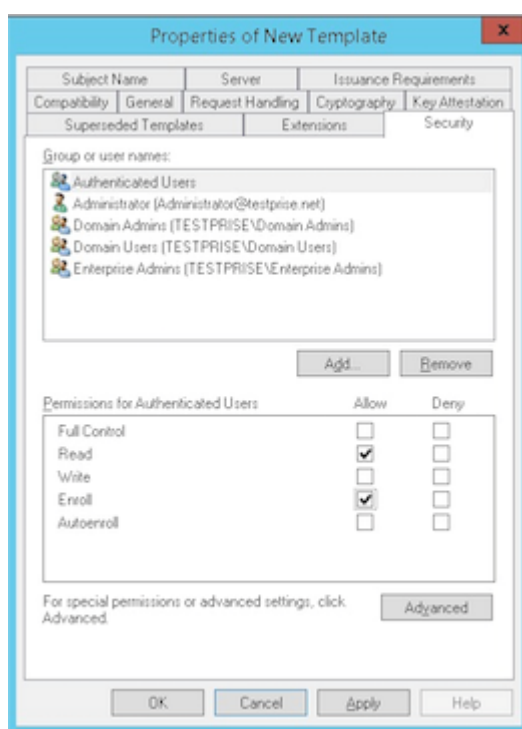 Properties of New Template
x
Subject Name Server Issuance Requirements
Compatibility General Request Handling Cryptography Key Attestation
Superseded Templates Extensions Security
Group or user names:
Authenticated Users
Administrator (Administrator@testprise.net)
Domain Admins (TESTPRISE\Domain Admins)
Domain Users (TESTPRISE\Domain Users)
Enterprise Admins (TESTPRISE\Enterprise Admins)
Add... Remove
Permissions for Authenticated Users Allow Deny
Full Control
Read
Write
Enroll
Autoenroll
For special permissions or advanced settings, click
Advanced.
Advanced
OK Cancel Apply Help